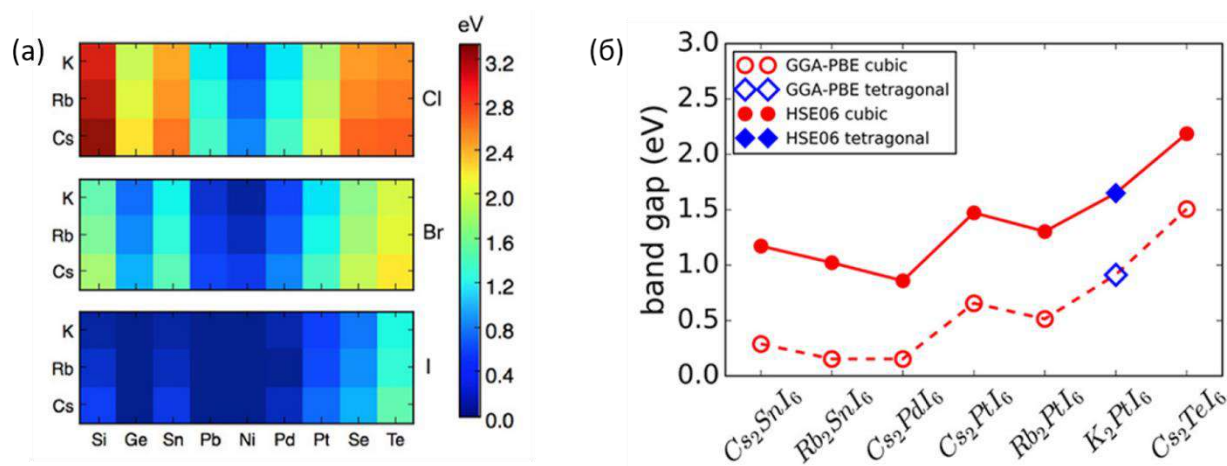 (а)
eV
K
Rb
Cs
Cl
K
Rb
Cs
Br
K
Rb
Cs
I
Si Ge Sn Pb Ni Pd Pt Se Te
3.2
2.8
2.4
2.0
1.6
1.2
0.8
0.4
0.0
(б)
band gap (eV)
3.0
2.5
2.0
1.5
1.0
0.5
0.0
GGA-PBE cubic
GGA-PBE tetragonal
HSE06 cubic
HSE06 tetragonal
Cs₂SnI₆
Rb₂SnI₆
Cs₂PdI₆
Cs₂PtI₆
Rb₂PtI₆
K₂PtI₆
Cs₂TeI₆